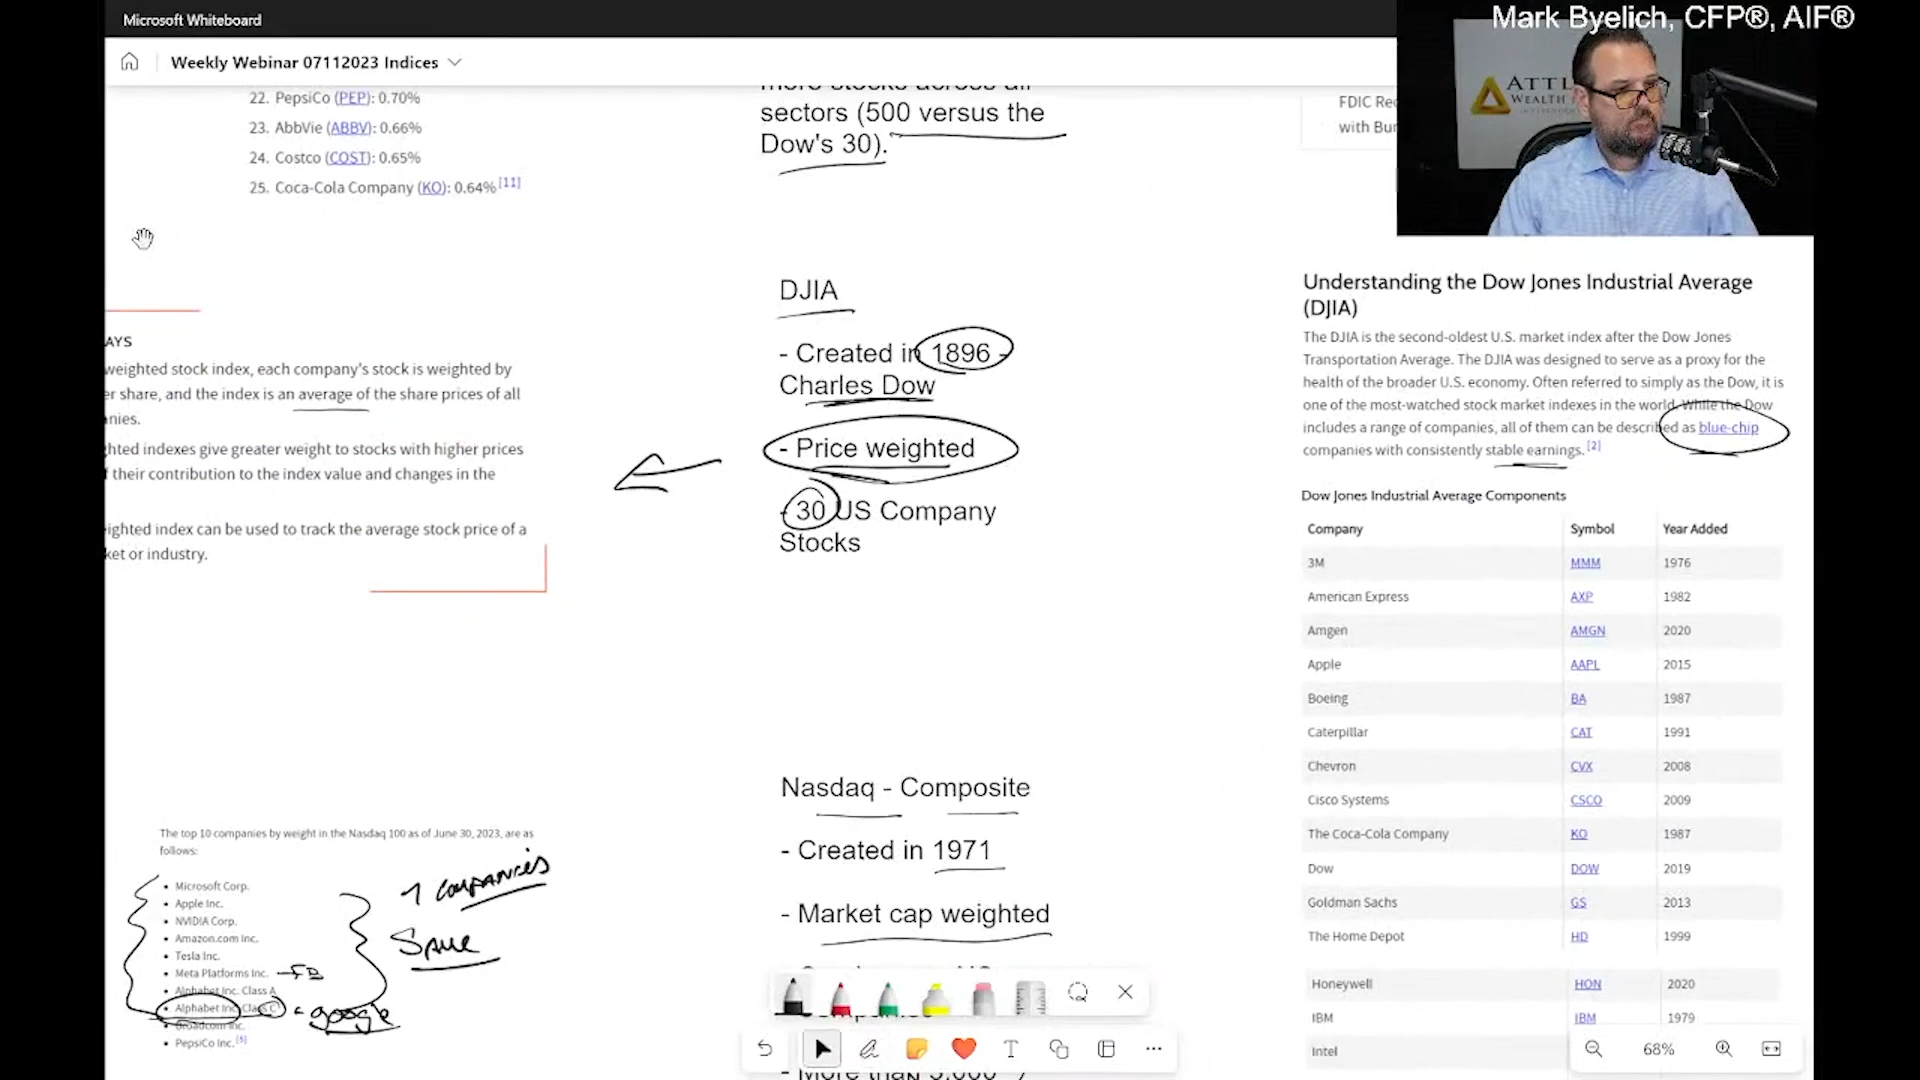 Microsoft Whiteboard
Mark Byelich, CFP®, AIF®
Weekly Webinar 07112023 Indices
22. PepsiCo (PEP): 0.70%
23. AbbVie (ABBV): 0.66%
24. Costco (COST): 0.65%
25. Coca-Cola Company (KO): 0.64% [11]
AYS
weighted stock index, each company's stock is weighted by
er share, and the index is an average of the share prices of all
nies.
hted indexes give greater weight to stocks with higher prices
f their contribution to the index value and changes in the
ighted index can be used to track the average stock price of a
ket or industry.
The top 10 companies by weight in the Nasdaq 100 as of June 30, 2023, are as
follows:
• Microsoft Corp.
• Apple Inc.
• NVIDIA Corp.
• Amazon.com Inc.
• Tesla Inc.
• Meta Platforms Inc. - FB
• Alphabet Inc. Class A
• Alphabet Inc. Class C = google
• Broadcom Inc.
• PepsiCo Inc. [5]
7 companies
Same
more stocks across all
sectors (500 versus the
Dow's 30).
DJIA
- Created in 1896 -
Charles Dow
- Price weighted
- 30 US Company
Stocks
Nasdaq - Composite
- Created in 1971
- Market cap weighted
- More than 3,000
FDIC Rec
with Bur
ATTL
WEALTH
Understanding the Dow Jones Industrial Average
(DJIA)
The DJIA is the second-oldest U.S. market index after the Dow Jones
Transportation Average. The DJIA was designed to serve as a proxy for the
health of the broader U.S. economy. Often referred to simply as the Dow, it is
one of the most-watched stock market indexes in the world. While the Dow
includes a range of companies, all of them can be described as blue-chip
companies with consistently stable earnings. [2]
Dow Jones Industrial Average Components
Company Symbol Year Added
3M MMM 1976
American Express AXP 1982
Amgen AMGN 2020
Apple AAPL 2015
Boeing BA 1987
Caterpillar CAT 1991
Chevron CVX 2008
Cisco Systems CSCO 2009
The Coca-Cola Company KO 1987
Dow DOW 2019
Goldman Sachs GS 2013
The Home Depot HD 1999
Honeywell HON 2020
IBM IBM 1979
Intel
68%